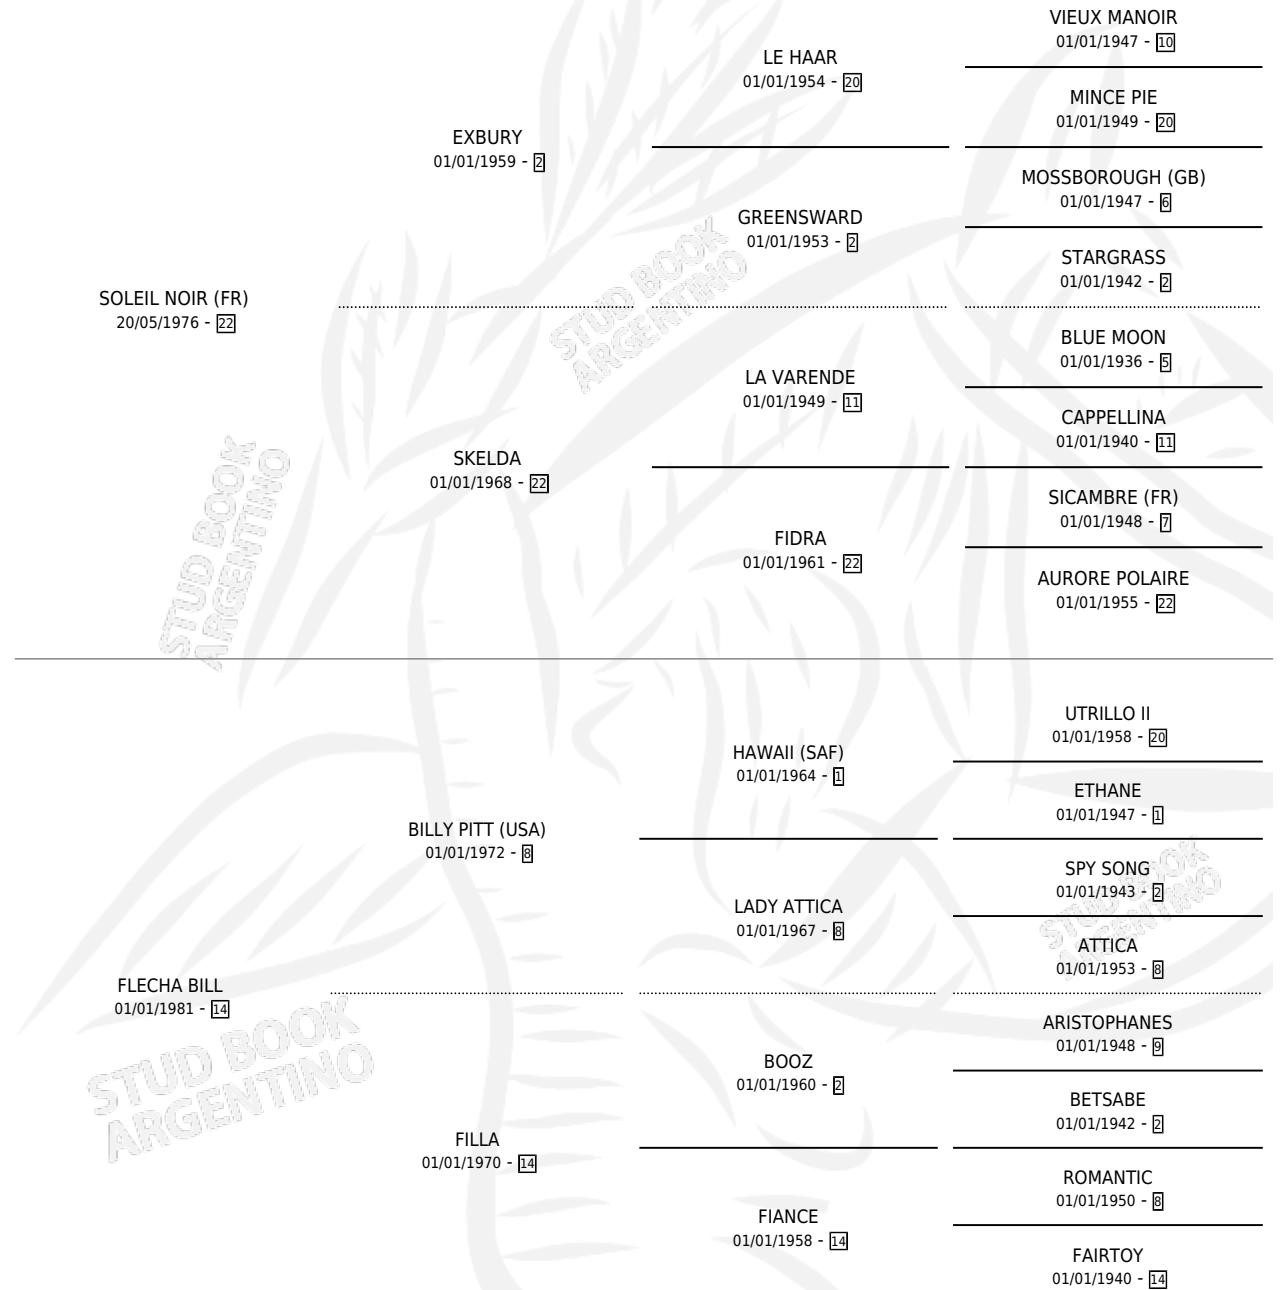 VIEUX MANOIR
01/01/1947 - 10
LE HAAR
01/01/1954 - 20
MINCE PIE
01/01/1949 - 20
EXBURY
01/01/1959 - 2
MOSSBOROUGH (GB)
01/01/1947 - 6
GREENSWARD
01/01/1953 - 2
STARGRASS
01/01/1942 - 2
SOLEIL NOIR (FR)
20/05/1976 - 22
STUD BOOK
ARGENTINO
BLUE MOON
01/01/1936 - 5
LA VARENDE
01/01/1949 - 11
CAPPELLINA
01/01/1940 - 11
SKELDA
01/01/1968 - 22
SICAMBRE (FR)
01/01/1948 - 7
FIDRA
01/01/1961 - 22
AURORE POLAIRE
01/01/1955 - 22
STUD BOOK
ARGENTINO
UTRILLO II
01/01/1958 - 20
HAWAII (SAF)
01/01/1964 - 1
ETHANE
01/01/1947 - 1
BILLY PITT (USA)
01/01/1972 - 8
SPY SONG
01/01/1943 - 2
LADY ATTICA
01/01/1967 - 8
ATTICA
01/01/1953 - 8
STUD BOOK
ARGENTINO
FLECHA BILL
01/01/1981 - 14
ARISTOPHANES
01/01/1948 - 9
BOOZ
01/01/1960 - 2
BETSABE
01/01/1942 - 2
STUD BOOK
ARGENTINO
FILLA
01/01/1970 - 14
ROMANTIC
01/01/1950 - 8
FIANCE
01/01/1958 - 14
FAIRTOY
01/01/1940 - 14